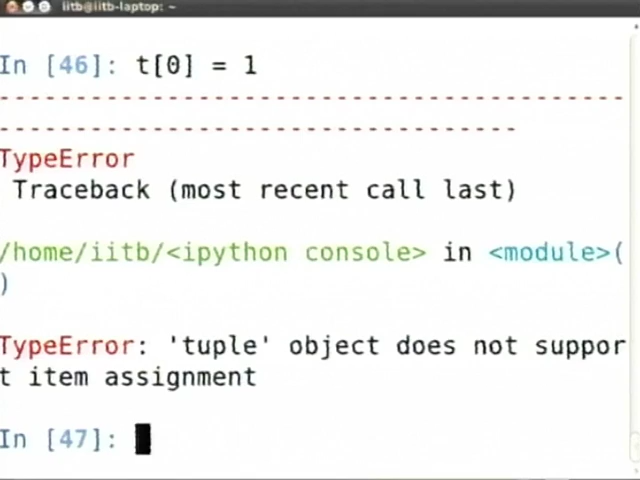 iitb@iitb-laptop: ~
In [46]: t[0] = 1
---------------------------------------------
----------------------------------
TypeError
Traceback (most recent call last)
/home/iitb/<ipython console> in <module>(
)
TypeError: 'tuple' object does not suppor
t item assignment
In [47]: